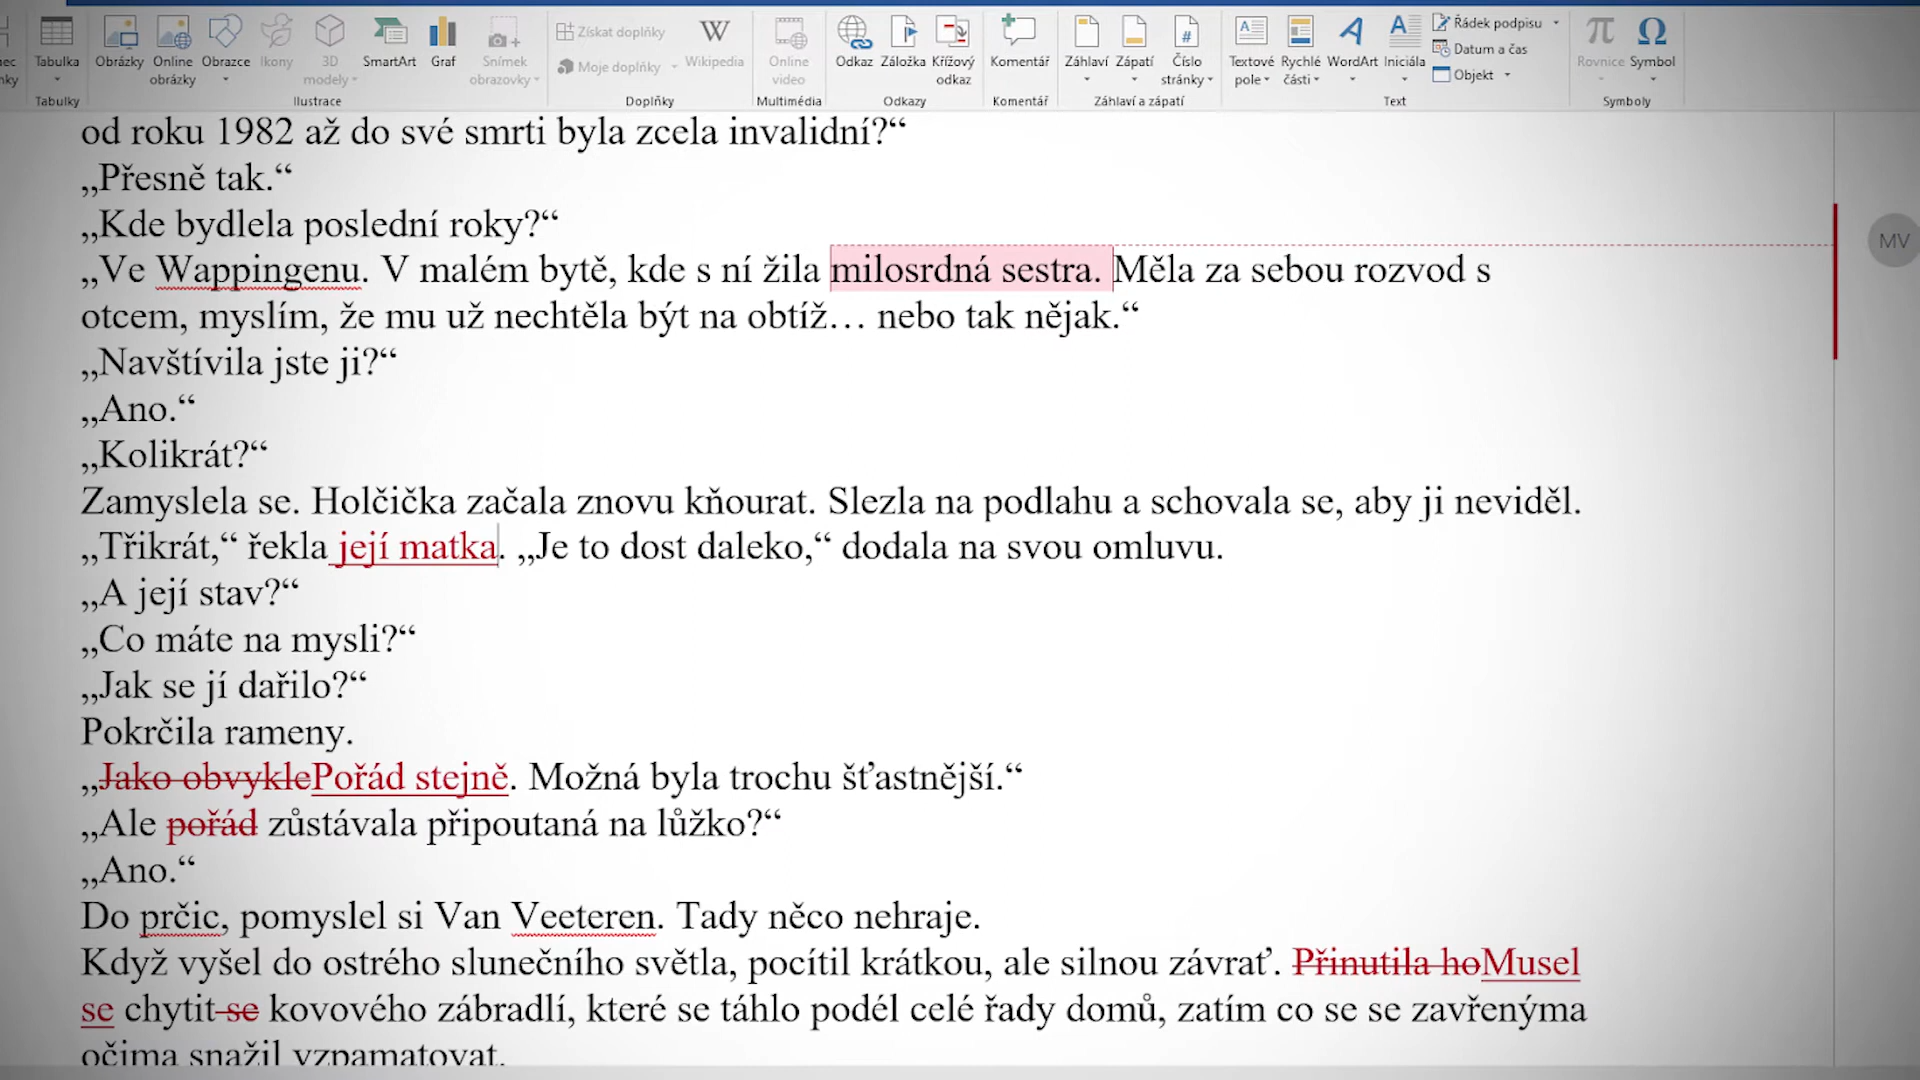 Tabulka
Obrázky
Online obrázky
Obrazce
Ikony
3D modely
SmartArt
Graf
Snímek obrazovky
Získat doplňky
Moje doplňky
Wikipedia
Online video
Odkaz
Záložka
Křížový odkaz
Komentář
Záhlaví
Zápatí
Číslo stránky
Textové pole
Rychlé části
WordArt
Iniciála
Řádek podpisu
Datum a čas
Objekt
Rovnice
Symbol
Tabulky
Ilustrace
Doplňky
Multimédia
Odkazy
Komentář
Záhlaví a zápatí
Text
Symboly
od roku 1982 až do své smrti byla zcela invalidní?“
„Přesně tak.“
„Kde bydlela poslední roky?“
„Ve Wappingenu. V malém bytě, kde s ní žila milosrdná sestra. Měla za sebou rozvod s
otcem, myslím, že mu už nechtěla být na obtíž… nebo tak nějak.“
„Navštívila jste ji?“
„Ano.“
„Kolikrát?“
Zamyslela se. Holčička začala znovu kňourat. Slezla na podlahu a schovala se, aby ji neviděl.
„Třikrát,“ řekla její matka. „Je to dost daleko,“ dodala na svou omluvu.
„A její stav?“
„Co máte na mysli?“
„Jak se jí dařilo?“
Pokrčila rameny.
„Jako obvyklePořád stejně. Možná byla trochu šťastnější.“
„Ale pořád zůstávala připoutaná na lůžko?“
„Ano.“
Do prčic, pomyslel si Van Veeteren. Tady něco nehraje.
Když vyšel do ostrého slunečního světla, pocítil krátkou, ale silnou závrať. Přinutila hoMusel
se chytit se kovového zábradlí, které se táhlo podél celé řady domů, zatím co se se zavřenýma
očima snažil vzpamatovat.
MV